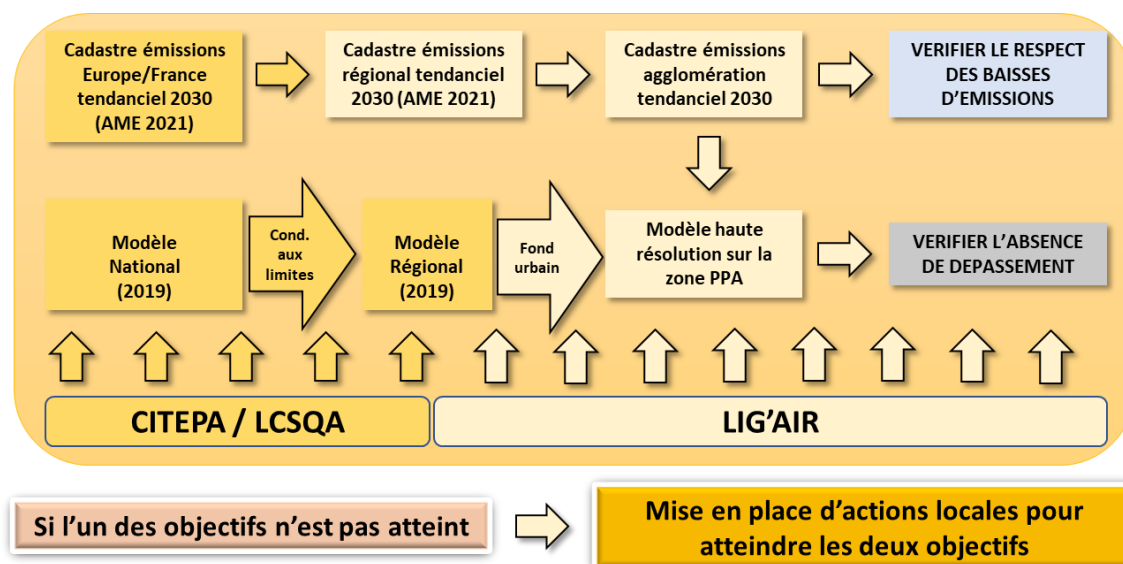 Cadastre émissions
Europe/France
tendanciel 2030
(AME 2021)
Cadastre émissions
régional tendanciel
2030 (AME 2021)
Cadastre émissions
agglomération
tendanciel 2030
VERIFIER LE RESPECT
DES BAISSES
D’EMISSIONS
Modèle
National
(2019)
Cond.
aux
limites
Modèle
Régional
(2019)
Fond
urbain
Modèle haute
résolution sur la
zone PPA
VERIFIER L’ABSENCE
DE DEPASSEMENT
CITEPA / LCSQA
LIG’AIR
Si l’un des objectifs n’est pas atteint
Mise en place d’actions locales pour
atteindre les deux objectifs